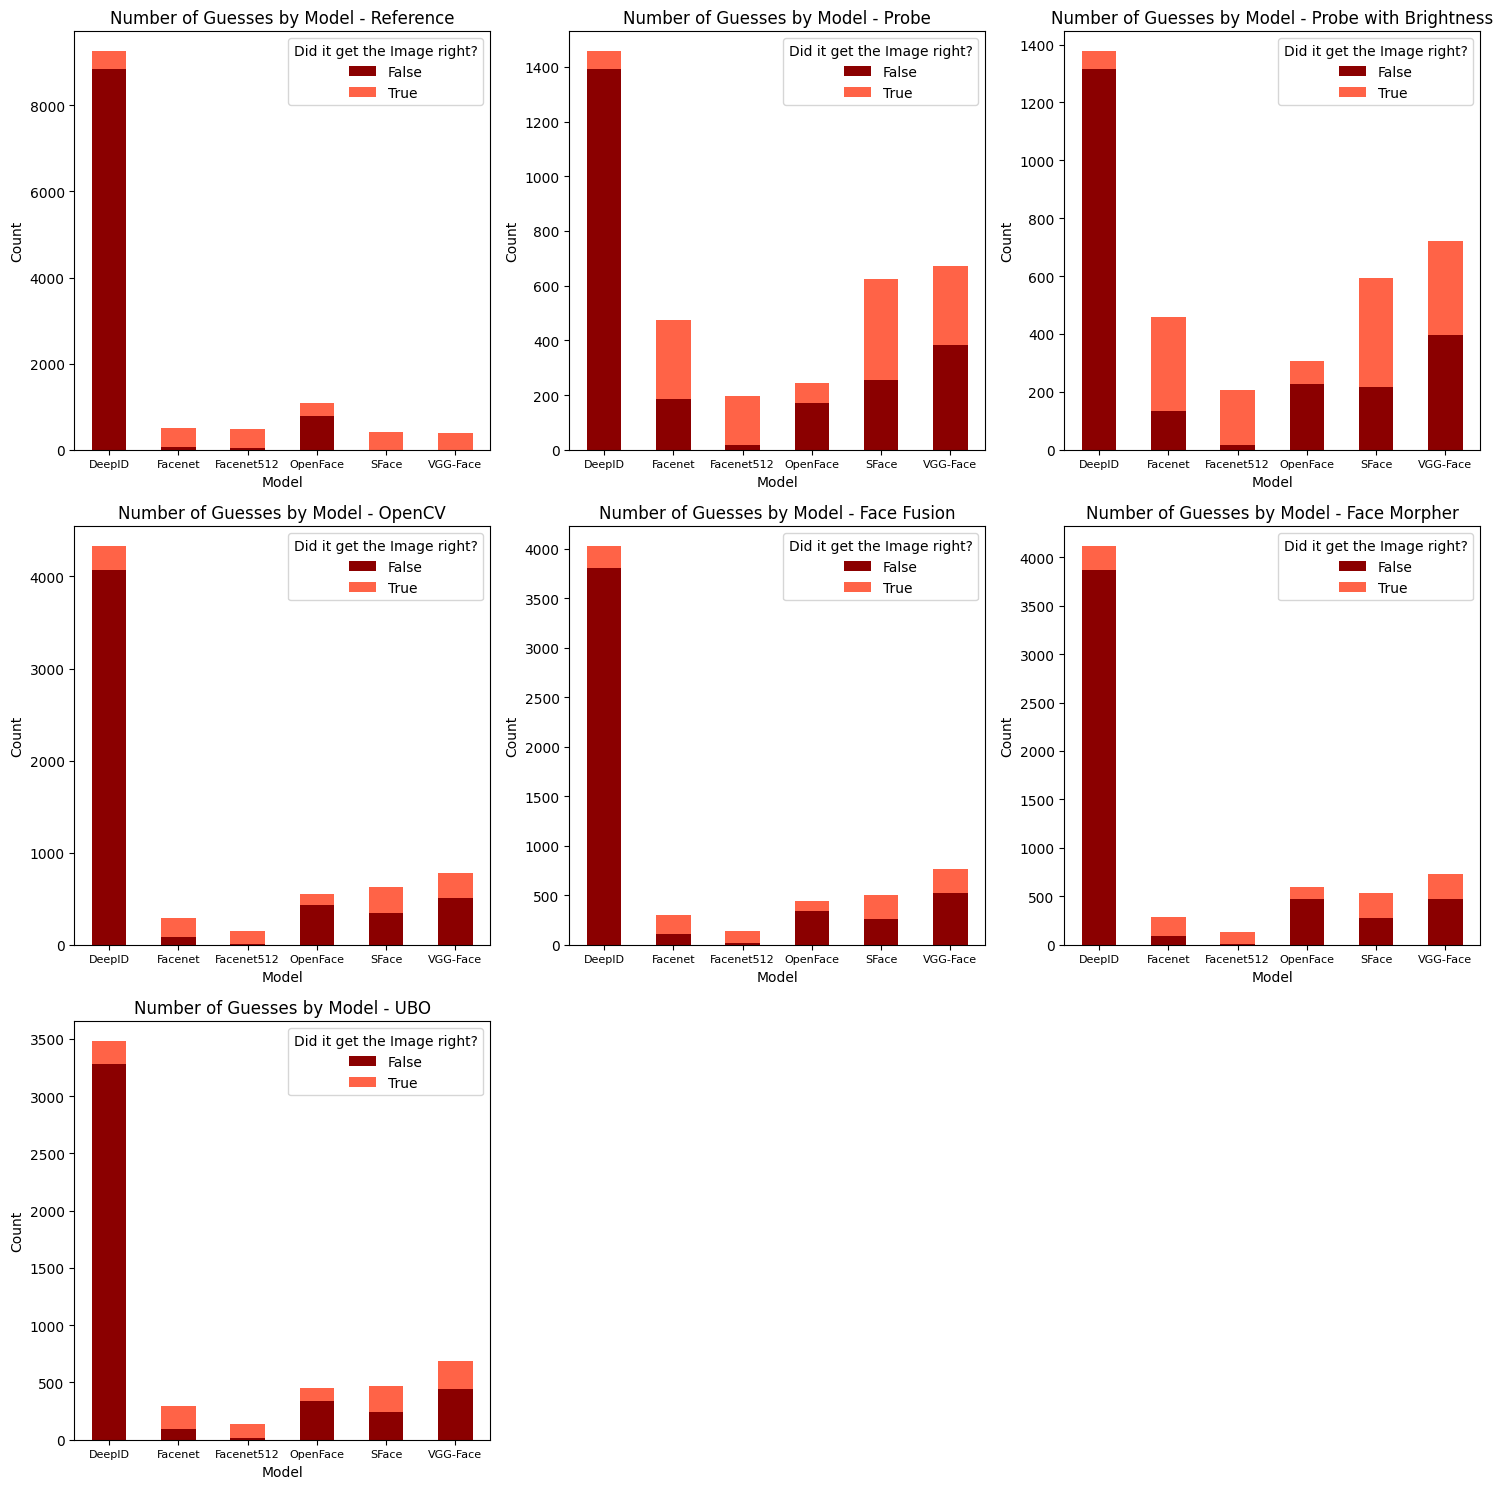 Number of Guesses by Model - Reference
Did it get the Image right?
False
True
8000
6000
4000
2000
0
Count
DeepID Facenet Facenet512 OpenFace SFace VGG-Face
Model
Number of Guesses by Model - Probe
Did it get the Image right?
False
True
1400
1200
1000
800
600
400
200
0
Count
DeepID Facenet Facenet512 OpenFace SFace VGG-Face
Model
Number of Guesses by Model - Probe with Brightness
Did it get the Image right?
False
True
1400
1200
1000
800
600
400
200
0
Count
DeepID Facenet Facenet512 OpenFace SFace VGG-Face
Model
Number of Guesses by Model - OpenCV
Did it get the Image right?
False
True
4000
3000
2000
1000
0
Count
DeepID Facenet Facenet512 OpenFace SFace VGG-Face
Model
Number of Guesses by Model - Face Fusion
Did it get the Image right?
False
True
4000
3500
3000
2500
2000
1500
1000
500
0
Count
DeepID Facenet Facenet512 OpenFace SFace VGG-Face
Model
Number of Guesses by Model - Face Morpher
Did it get the Image right?
False
True
4000
3500
3000
2500
2000
1500
1000
500
0
Count
DeepID Facenet Facenet512 OpenFace SFace VGG-Face
Model
Number of Guesses by Model - UBO
Did it get the Image right?
False
True
3500
3000
2500
2000
1500
1000
500
0
Count
DeepID Facenet Facenet512 OpenFace SFace VGG-Face
Model